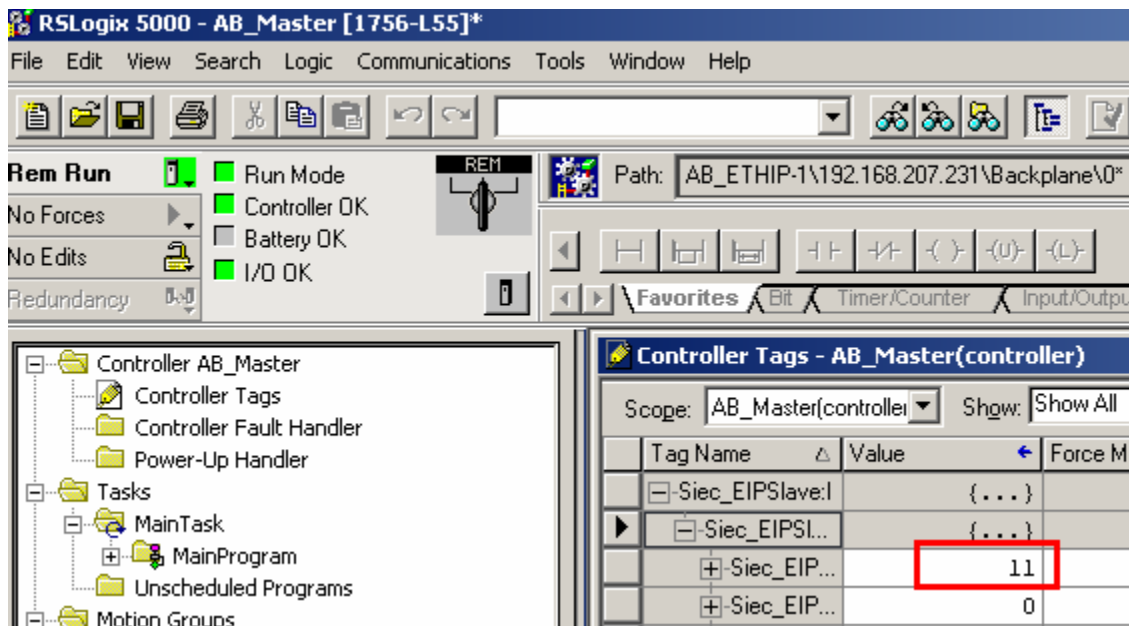 RSLogix 5000 - AB_Master [1756-L55]*
File Edit View Search Logic Communications Tools Window Help
Rem Run
No Forces
No Edits
Redundancy
Run Mode
Controller OK
Battery OK
I/O OK
REM
Path: AB_ETHIP-1\192.168.207.231\Backplane\0*
Favorites Bit Timer/Counter Input/Outpu
Controller AB_Master
Controller Tags
Controller Fault Handler
Power-Up Handler
Tasks
MainTask
MainProgram
Unscheduled Programs
Motion Groups
Controller Tags - AB_Master(controller)
Scope: AB_Master(controller Show: Show All
Tag Name Value Force M
Siec_EIPSlave:I {...}
Siec_EIPSl... {...}
Siec_EIP... 11
Siec_EIP... 0